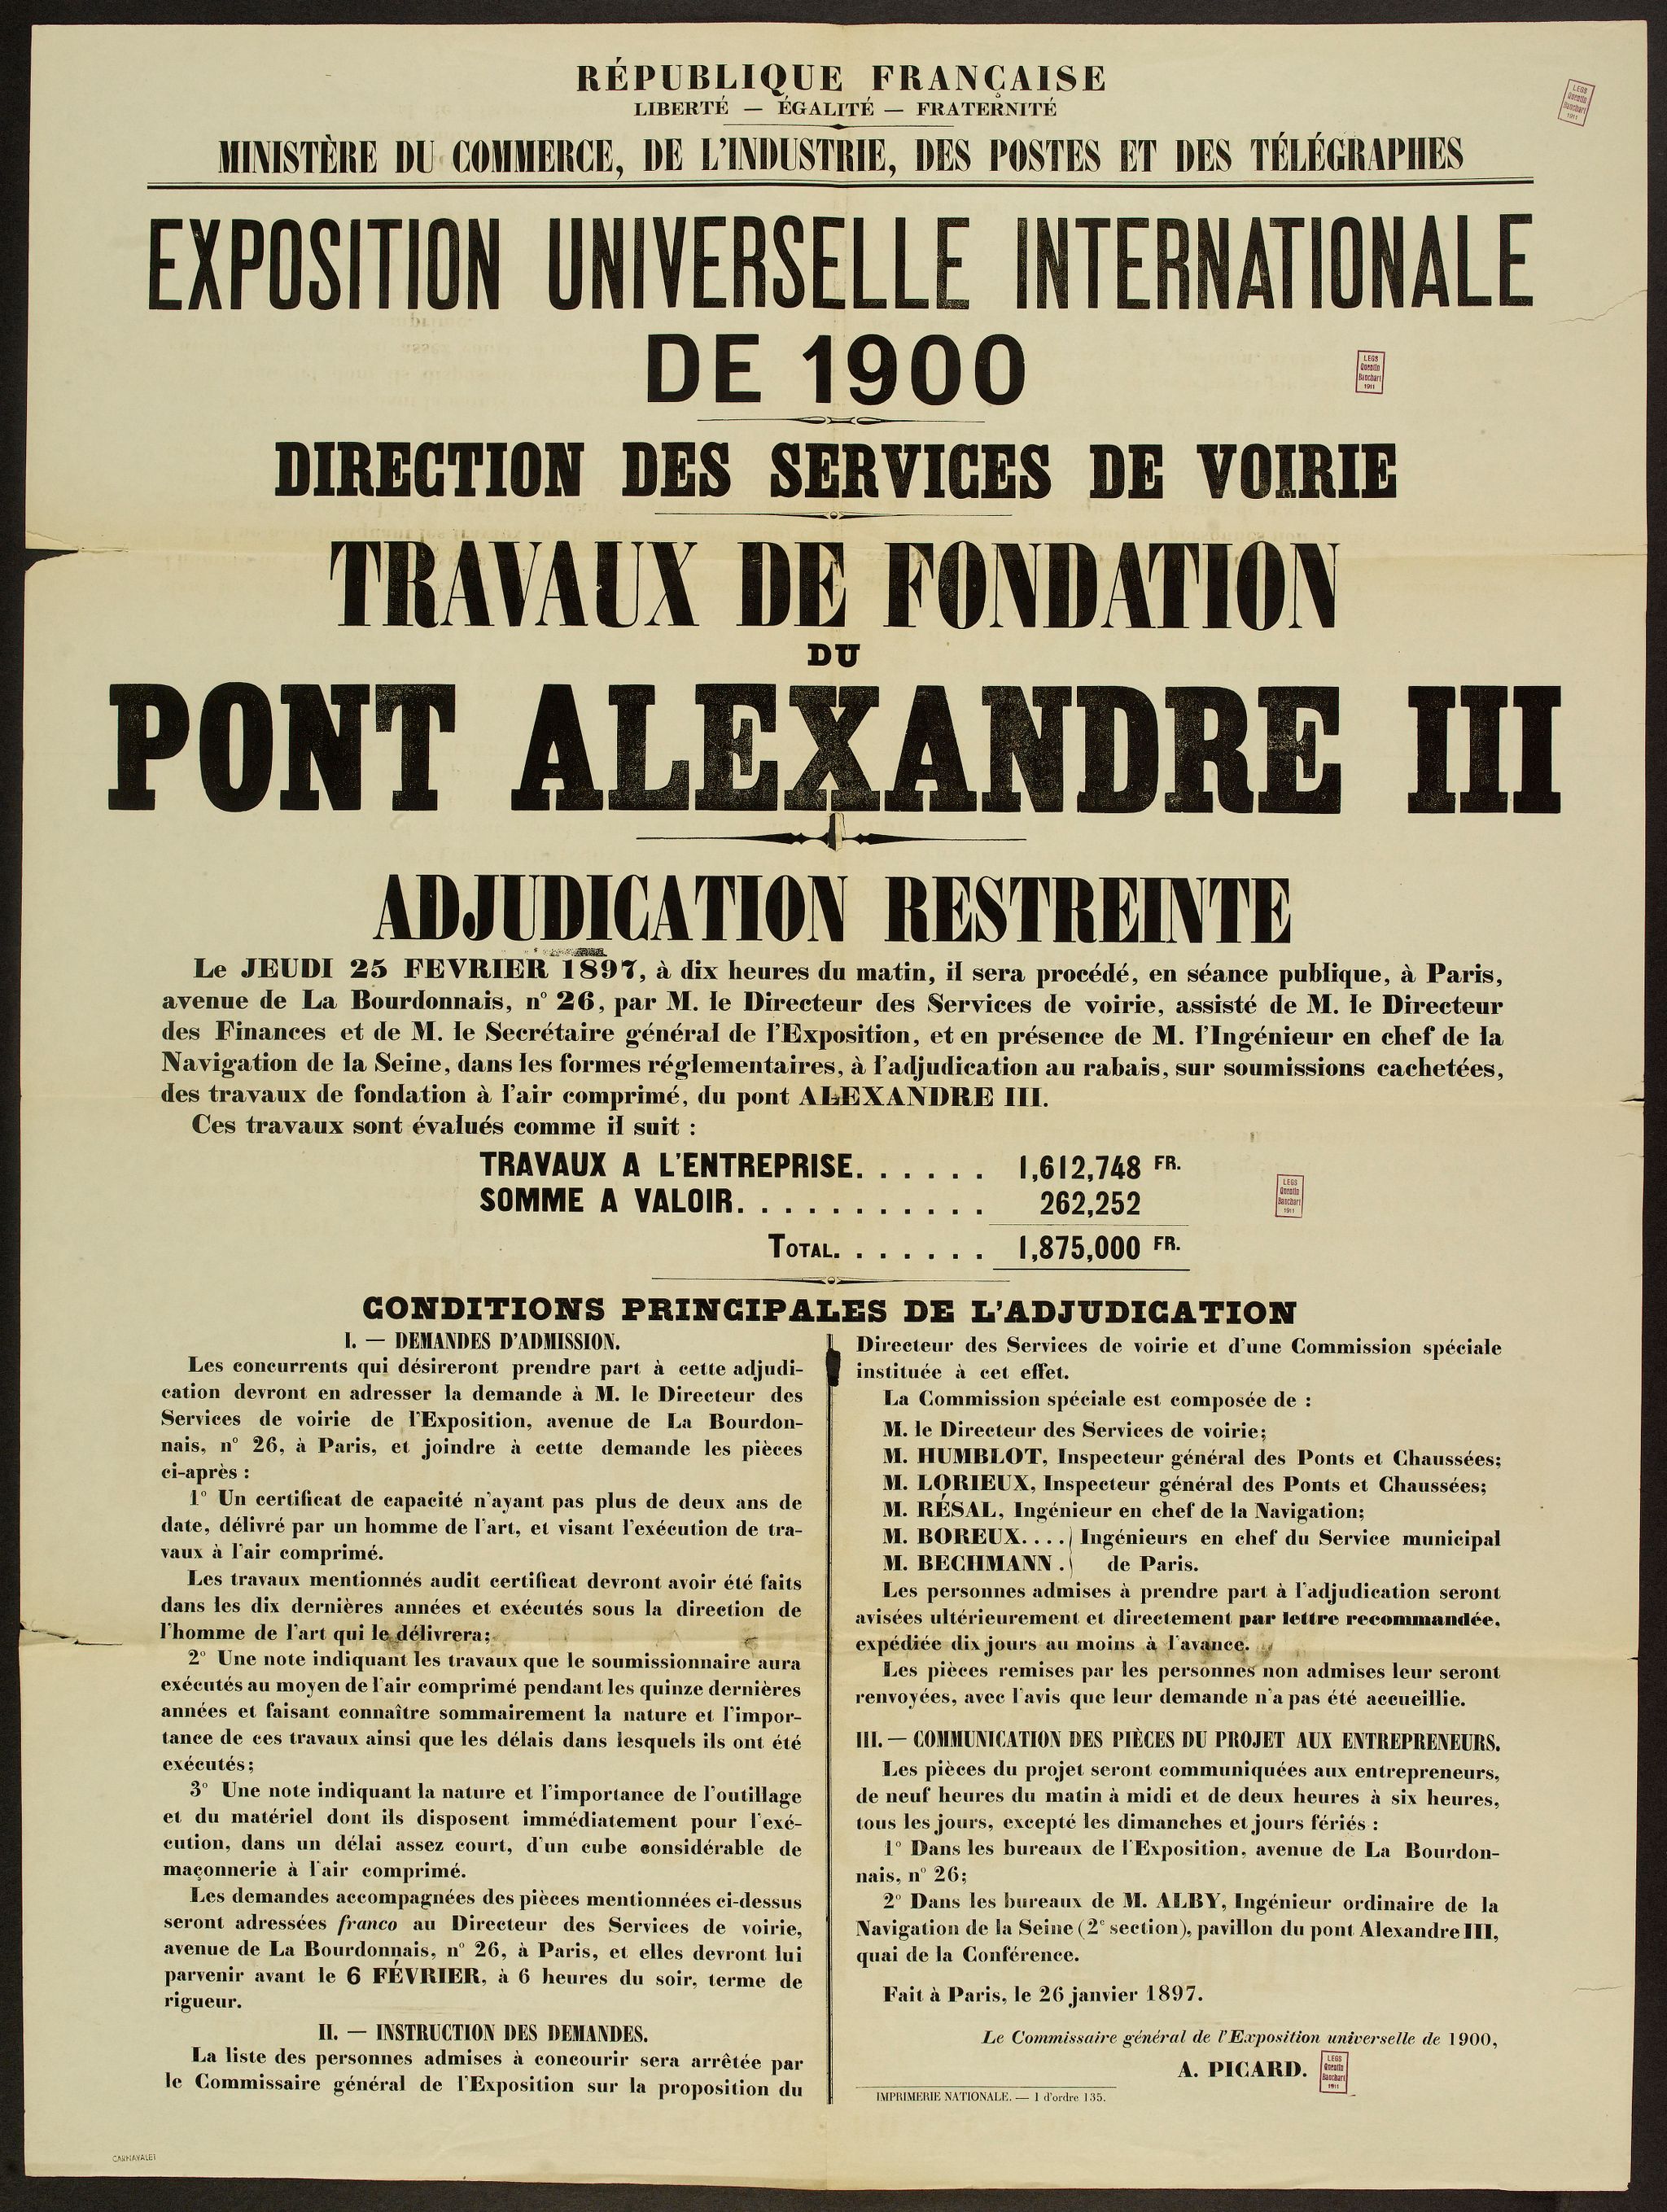 RÉPUBLIQUE FRANÇAISE
LIBERTÉ — ÉGALITÉ — FRATERNITÉ
MINISTÈRE DU COMMERCE, DE L'INDUSTRIE, DES POSTES ET DES TÉLÉGRAPHES
LEGS
Quentin
Bauchart
1911
EXPOSITION UNIVERSELLE INTERNATIONALE
DE 1900
LEGS
Quentin
Bauchart
1911
DIRECTION DES SERVICES DE VOIRIE
TRAVAUX DE FONDATION
DU
PONT ALEXANDRE III
ADJUDICATION RESTREINTE
Le JEUDI 25 FEVRIER 1897, à dix heures du matin, il sera procédé, en séance publique, à Paris,
avenue de La Bourdonnais, n° 26, par M. le Directeur des Services de voirie, assisté de M. le Directeur
des Finances et de M. le Secrétaire général de l'Exposition, et en présence de M. l'Ingénieur en chef de la
Navigation de la Seine, dans les formes réglementaires, à l'adjudication au rabais, sur soumissions cachetées,
des travaux de fondation à l'air comprimé, du pont ALEXANDRE III.
Ces travaux sont évalués comme il suit :
TRAVAUX A L'ENTREPRISE. . . . . . 1,612,748 FR.
SOMME A VALOIR. . . . . . . . . . . 262,252
TOTAL. . . . . . . 1,875,000 FR.
LEGS
Quentin
Bauchart
1911
CONDITIONS PRINCIPALES DE L'ADJUDICATION
I. — DEMANDES D'ADMISSION.
Les concurrents qui désireront prendre part à cette adjudi-
cation devront en adresser la demande à M. le Directeur des
Services de voirie de l'Exposition, avenue de La Bourdon-
nais, n° 26, à Paris, et joindre à cette demande les pièces
ci-après :
1° Un certificat de capacité n'ayant pas plus de deux ans de
date, délivré par un homme de l'art, et visant l'exécution de tra-
vaux à l'air comprimé.
Les travaux mentionnés audit certificat devront avoir été faits
dans les dix dernières années et exécutés sous la direction de
l'homme de l'art qui le délivrera;
2° Une note indiquant les travaux que le soumissionnaire aura
exécutés au moyen de l'air comprimé pendant les quinze dernières
années et faisant connaître sommairement la nature et l'impor-
tance de ces travaux ainsi que les délais dans lesquels ils ont été
exécutés;
3° Une note indiquant la nature et l'importance de l'outillage
et du matériel dont ils disposent immédiatement pour l'exé-
cution, dans un délai assez court, d'un cube considérable de
maçonnerie à l'air comprimé.
Les demandes accompagnées des pièces mentionnées ci-dessus
seront adressées franco au Directeur des Services de voirie,
avenue de La Bourdonnais, n° 26, à Paris, et elles devront lui
parvenir avant le 6 FÉVRIER, à 6 heures du soir, terme de
rigueur.
II. — INSTRUCTION DES DEMANDES.
La liste des personnes admises à concourir sera arrêtée par
le Commissaire général de l'Exposition sur la proposition du
Directeur des Services de voirie et d'une Commission spéciale
instituée à cet effet.
La Commission spéciale est composée de :
M. le Directeur des Services de voirie;
M. HUMBLOT, Inspecteur général des Ponts et Chaussées;
M. LORIEUX, Inspecteur général des Ponts et Chaussées;
M. RÉSAL, Ingénieur en chef de la Navigation;
M. BOREUX. . . . Ingénieurs en chef du Service municipal
M. BECHMANN . de Paris.
Les personnes admises à prendre part à l'adjudication seront
avisées ultérieurement et directement par lettre recommandée,
expédiée dix jours au moins à l'avance.
Les pièces remises par les personnes non admises leur seront
renvoyées, avec l'avis que leur demande n'a pas été accueillie.
III. — COMMUNICATION DES PIÈCES DU PROJET AUX ENTREPRENEURS.
Les pièces du projet seront communiquées aux entrepreneurs,
de neuf heures du matin à midi et de deux heures à six heures,
tous les jours, excepté les dimanches et jours fériés :
1° Dans les bureaux de l'Exposition, avenue de La Bourdon-
nais, n° 26;
2° Dans les bureaux de M. ALBY, Ingénieur ordinaire de la
Navigation de la Seine (2e section), pavillon du pont Alexandre III,
quai de la Conférence.
Fait à Paris, le 26 janvier 1897.
Le Commissaire général de l'Exposition universelle de 1900,
A. PICARD.
LEGS
Quentin
Bauchart
1911
IMPRIMERIE NATIONALE. — 1 d'ordre 135.
CARNAVALET